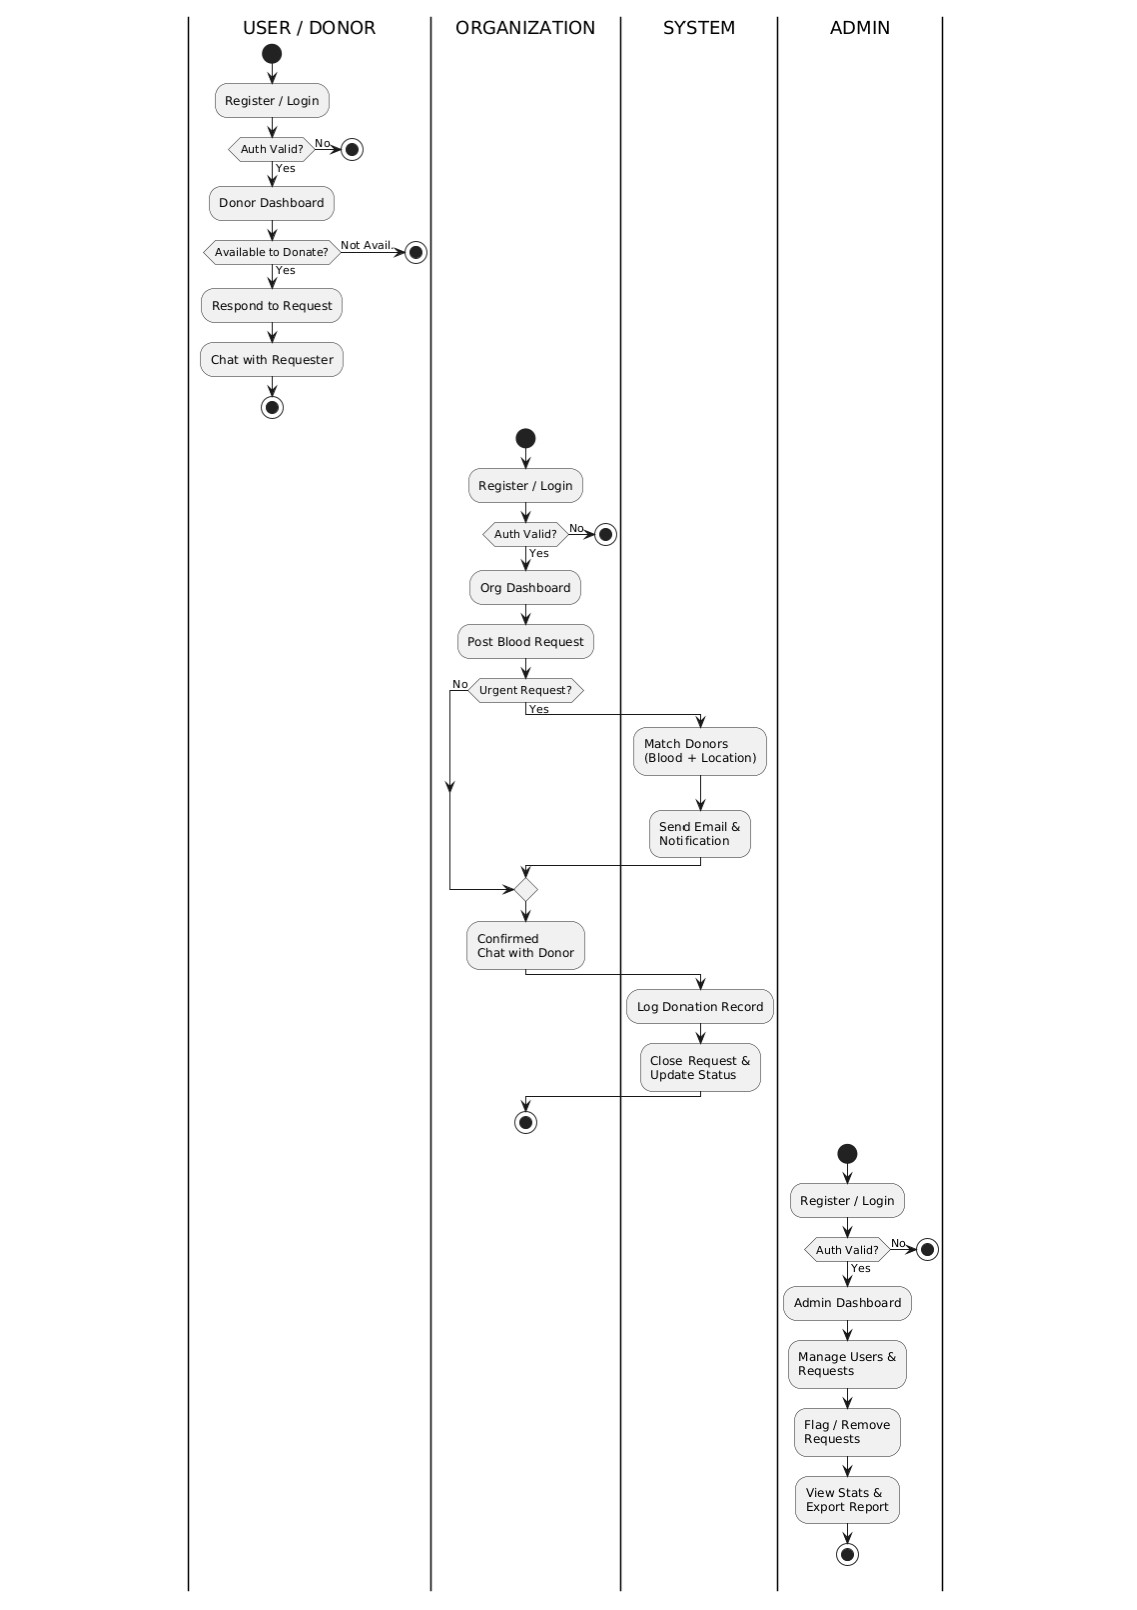 USER / DONOR
ORGANIZATION
SYSTEM
ADMIN
Register / Login
Auth Valid?
No
Yes
Donor Dashboard
Available to Donate?
Not Avail.
Yes
Respond to Request
Chat with Requester
Register / Login
Auth Valid?
No
Yes
Org Dashboard
Post Blood Request
Urgent Request?
No
Yes
Match Donors
(Blood + Location)
Send Email &
Notification
Confirmed
Chat with Donor
Log Donation Record
Close Request &
Update Status
Register / Login
Auth Valid?
No
Yes
Admin Dashboard
Manage Users &
Requests
Flag / Remove
Requests
View Stats &
Export Report